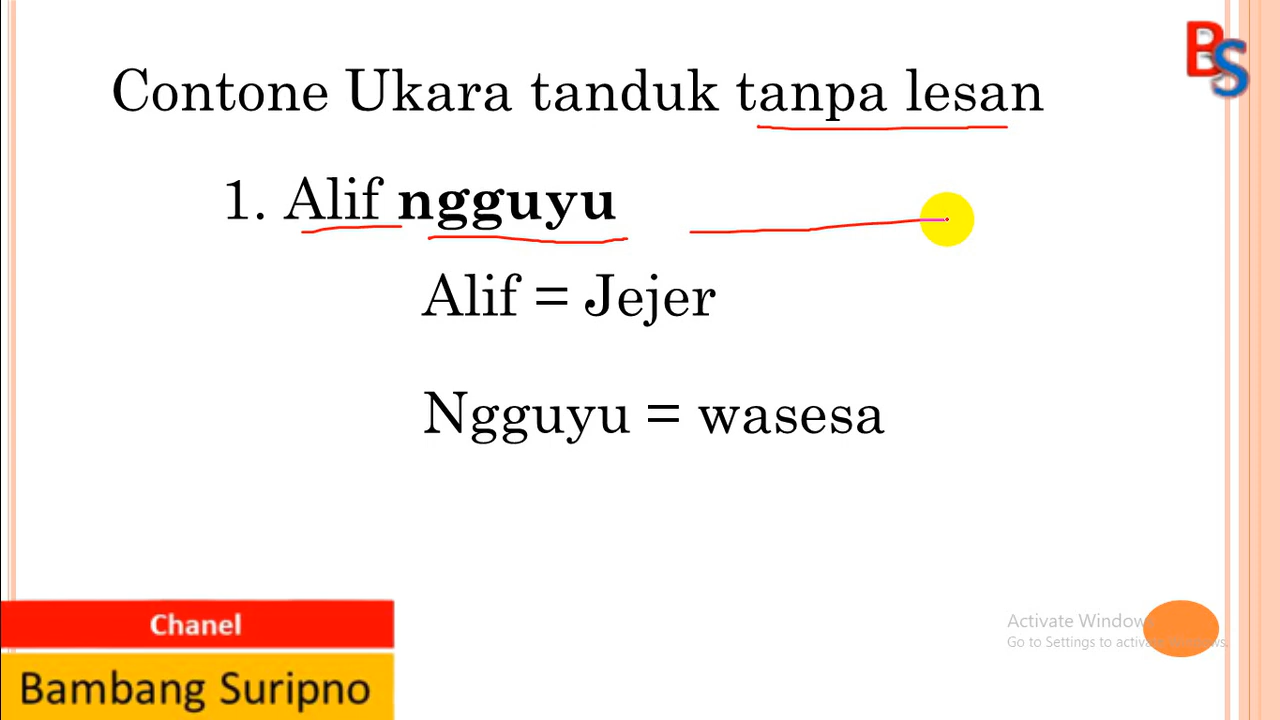 Contone Ukara tanduk tanpa lesan
BS
1. Alif ngguyu
Alif = Jejer
Ngguyu = wasesa
Activate Windows
Go to Settings to activate Windows.
Chanel
Bambang Suripno